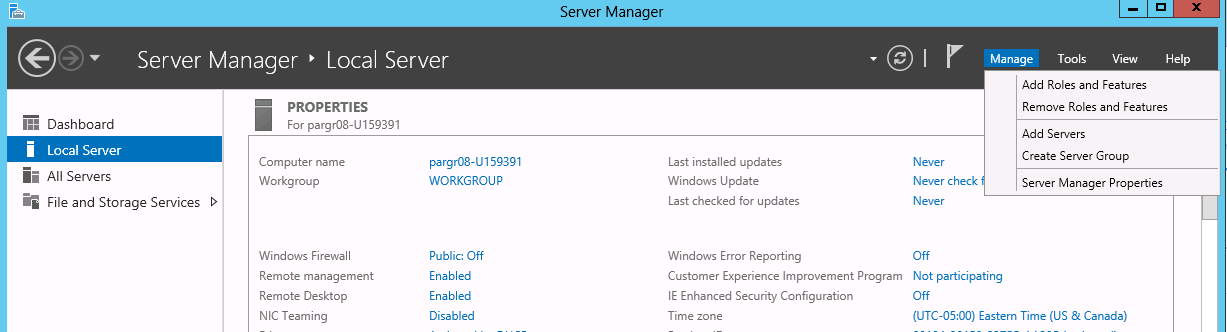 Server Manager
Server Manager • Local Server
Manage Tools View Help
Add Roles and Features
Remove Roles and Features
Add Servers
Create Server Group
Server Manager Properties
Dashboard
Local Server
All Servers
File and Storage Services
PROPERTIES
For pargr08-U159391
Computer name pargr08-U159391 Last installed updates Never
Workgroup WORKGROUP Windows Update Never check f
Last checked for updates Never
Windows Firewall Public: Off Windows Error Reporting Off
Remote management Enabled Customer Experience Improvement Program Not participating
Remote Desktop Enabled IE Enhanced Security Configuration Off
NIC Teaming Disabled Time zone (UTC-05:00) Eastern Time (US & Canada)